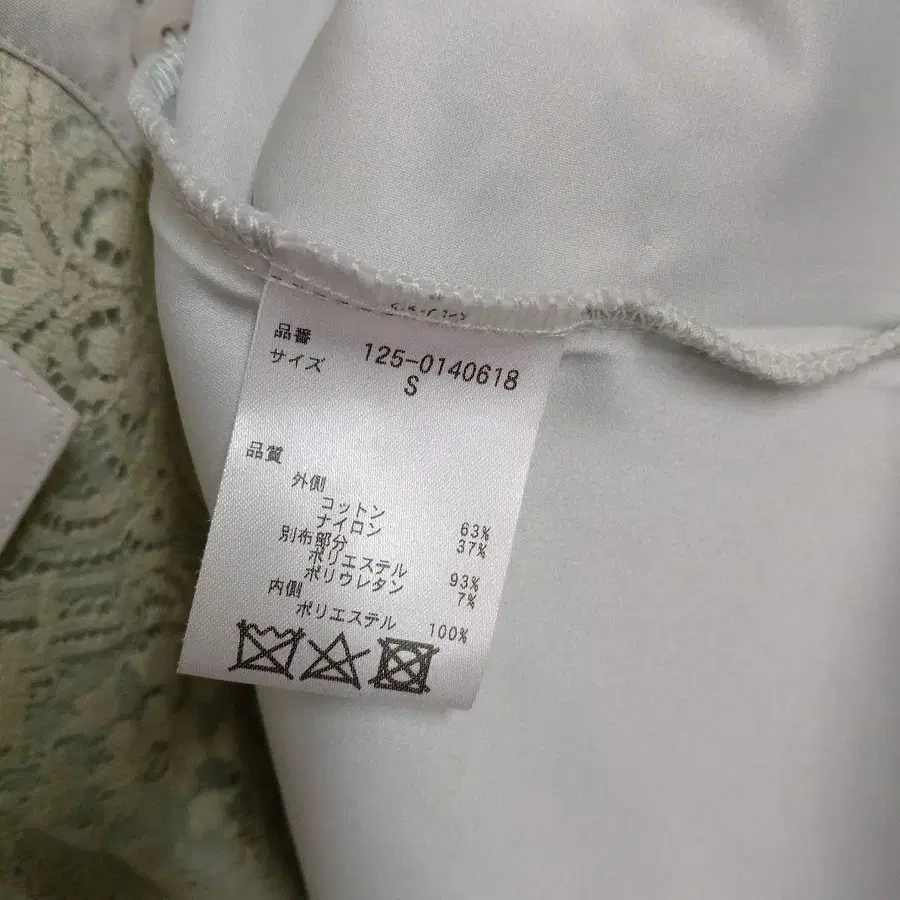 品番 125-0140618
サイズ S
品質
外側
コットン 63%
ナイロン 37%
別布部分
ポリエステル 93%
ポリウレタン 7%
内側
ポリエステル 100%